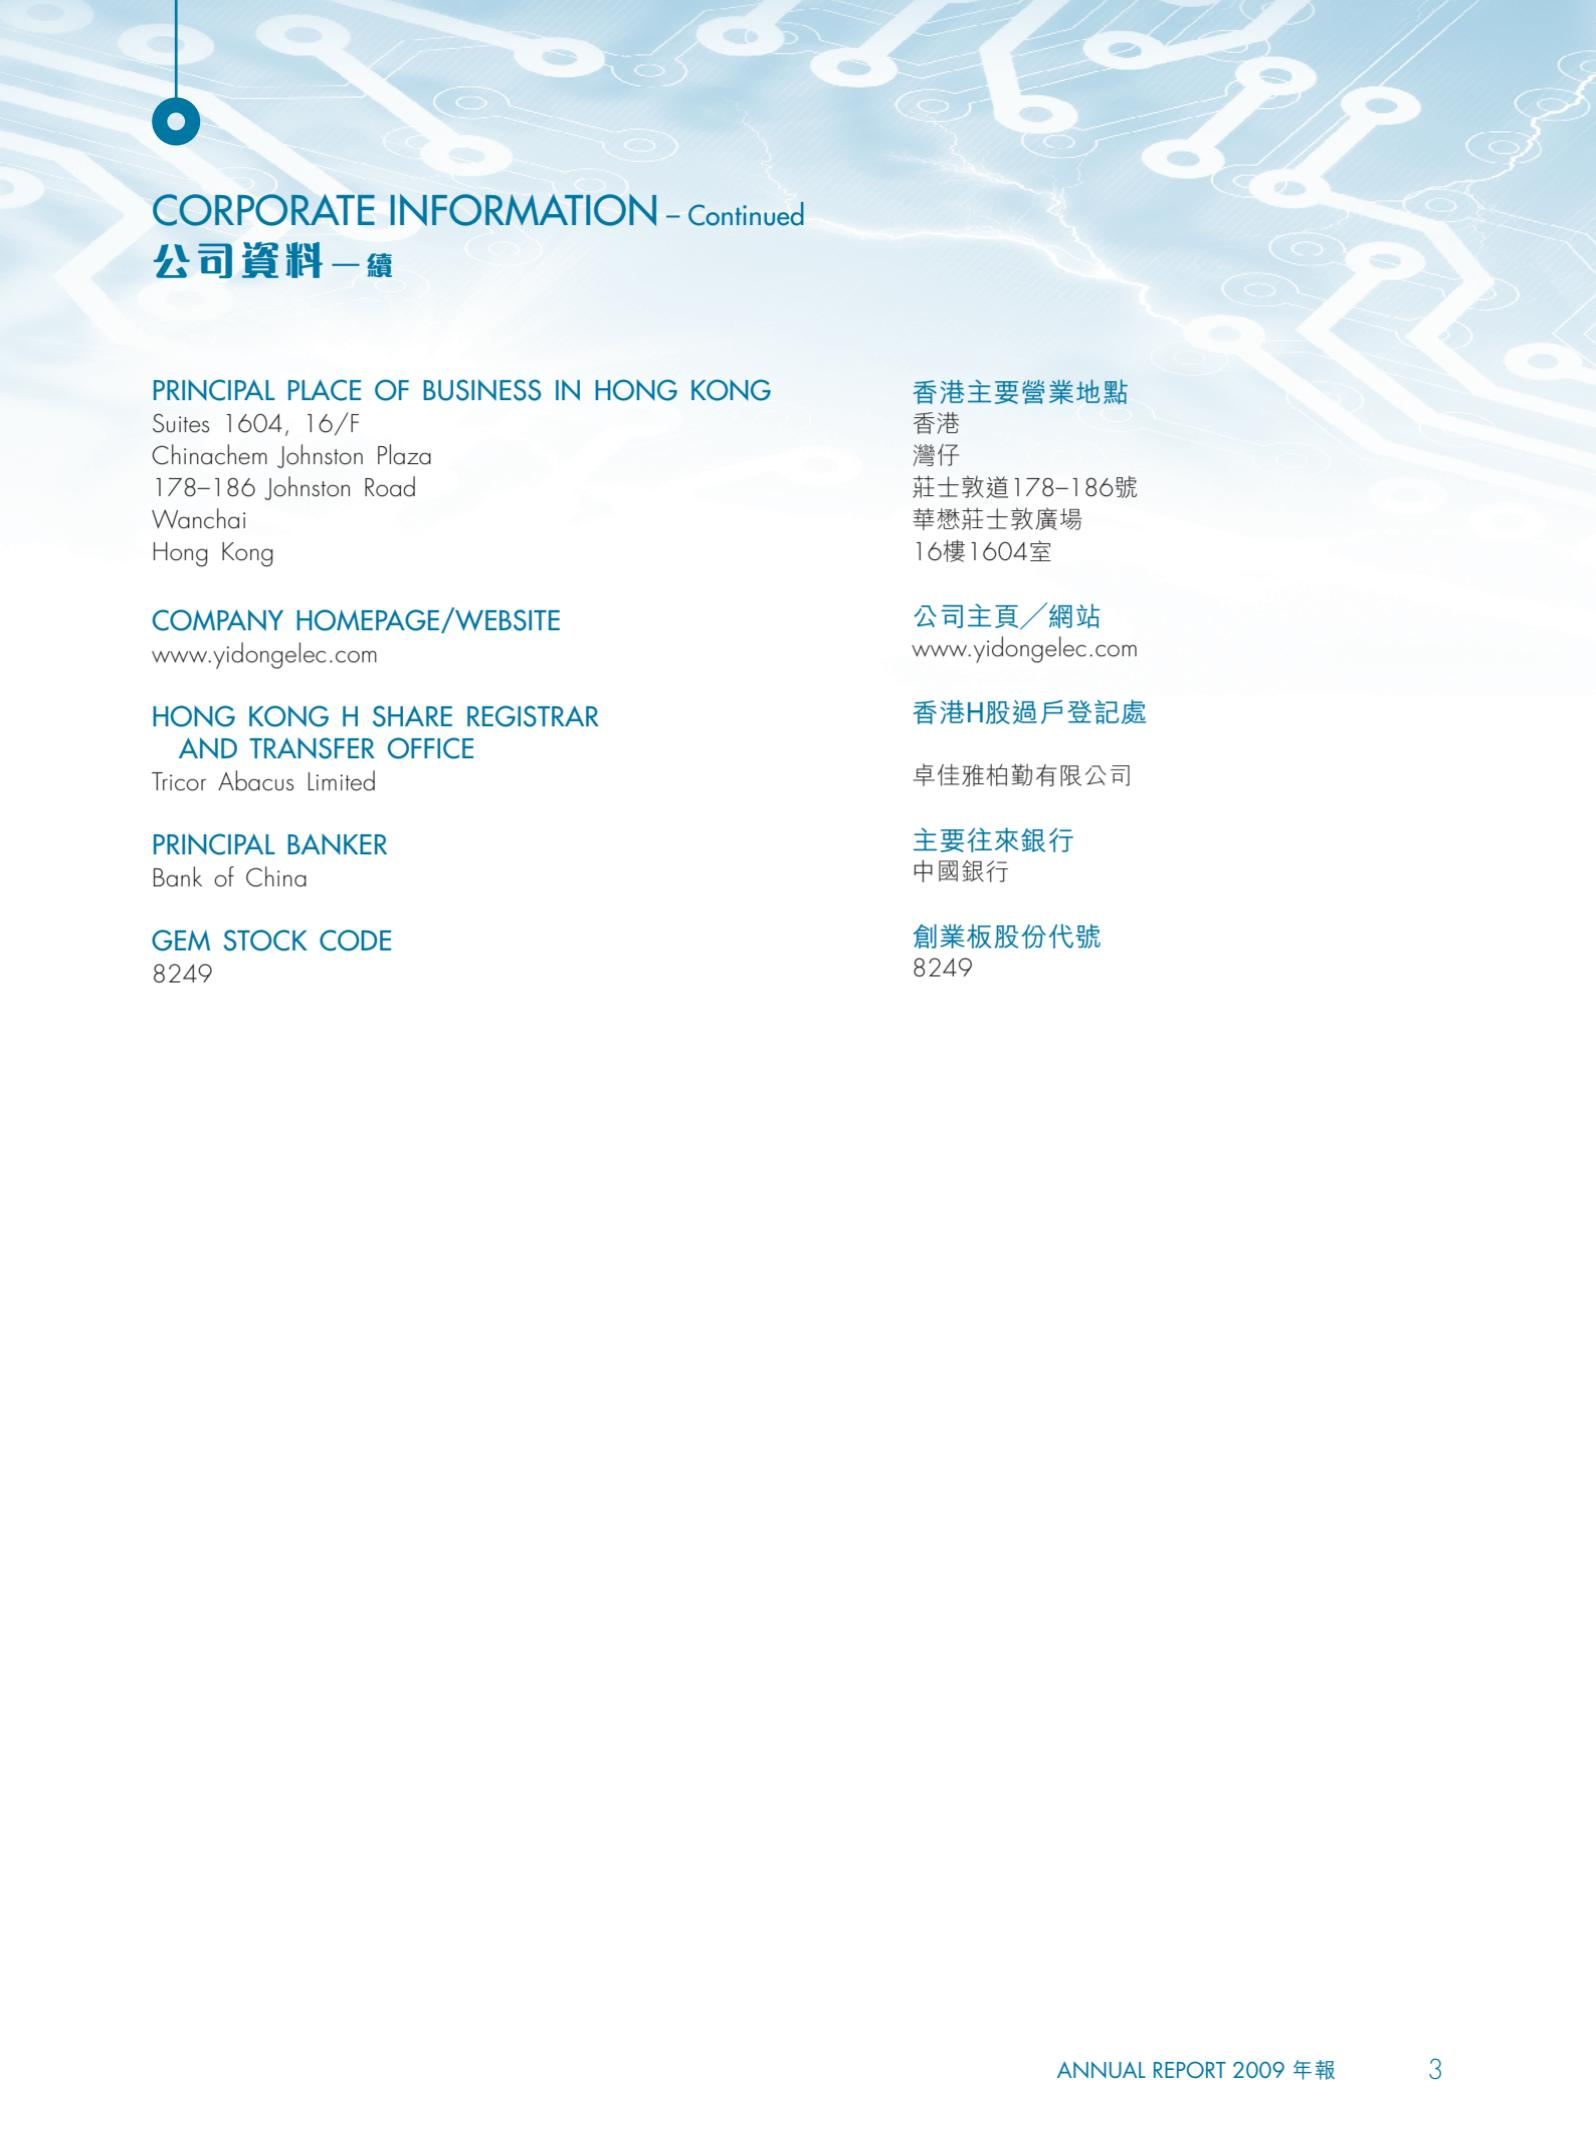 CORPORATE INFORMATION – Continued
公司資料 — 續
PRINCIPAL PLACE OF BUSINESS IN HONG KONG
Suites 1604, 16/F
Chinachem Johnston Plaza
178–186 Johnston Road
Wanchai
Hong Kong
COMPANY HOMEPAGE/WEBSITE
www.yidongelec.com
HONG KONG H SHARE REGISTRAR
AND TRANSFER OFFICE
Tricor Abacus Limited
PRINCIPAL BANKER
Bank of China
GEM STOCK CODE
8249
香港主要營業地點
香港
灣仔
莊士敦道178–186號
華懋莊士敦廣場
16樓1604室
公司主頁╱網站
www.yidongelec.com
香港H股過戶登記處
卓佳雅柏勤有限公司
主要往來銀行
中國銀行
創業板股份代號
8249
ANNUAL REPORT 2009 年報 3